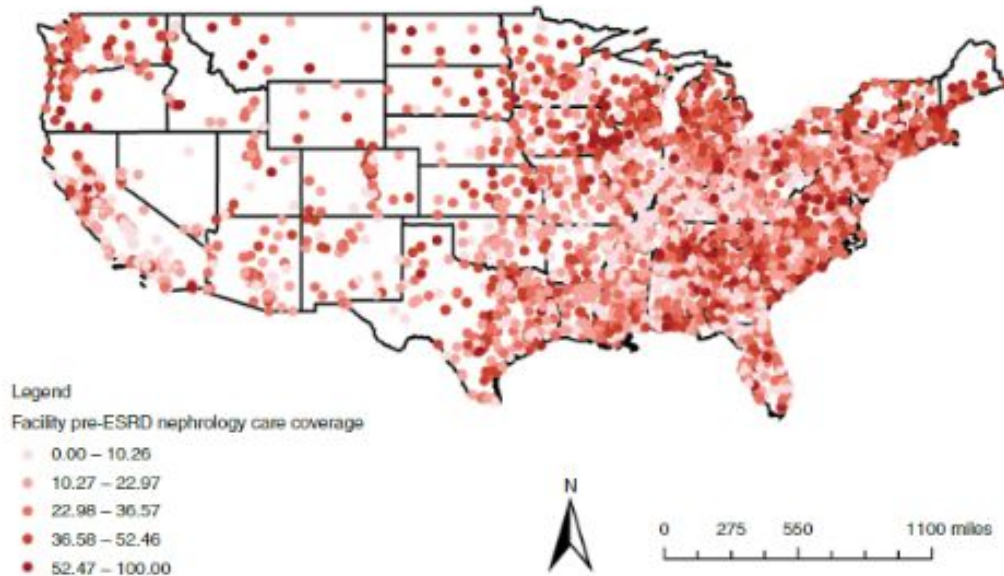 Legend
Facility pre-ESRD nephrology care coverage
0.00 – 10.26
10.27 – 22.97
22.98 – 36.57
36.58 – 52.46
52.47 – 100.00
N
0 275 550 1100 miles